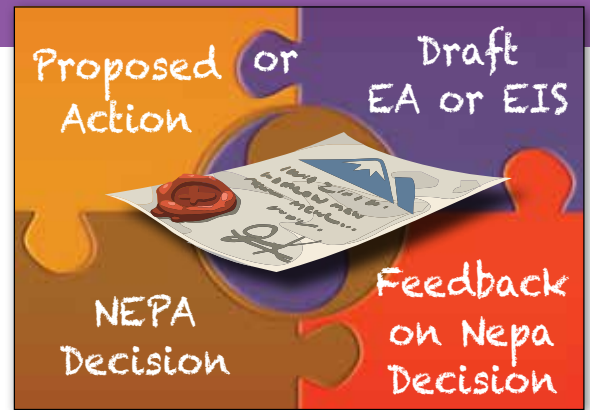 Proposed or
Action
Draft
EA or EIS
NEPA
Decision
Feedback
on Nepa
Decision